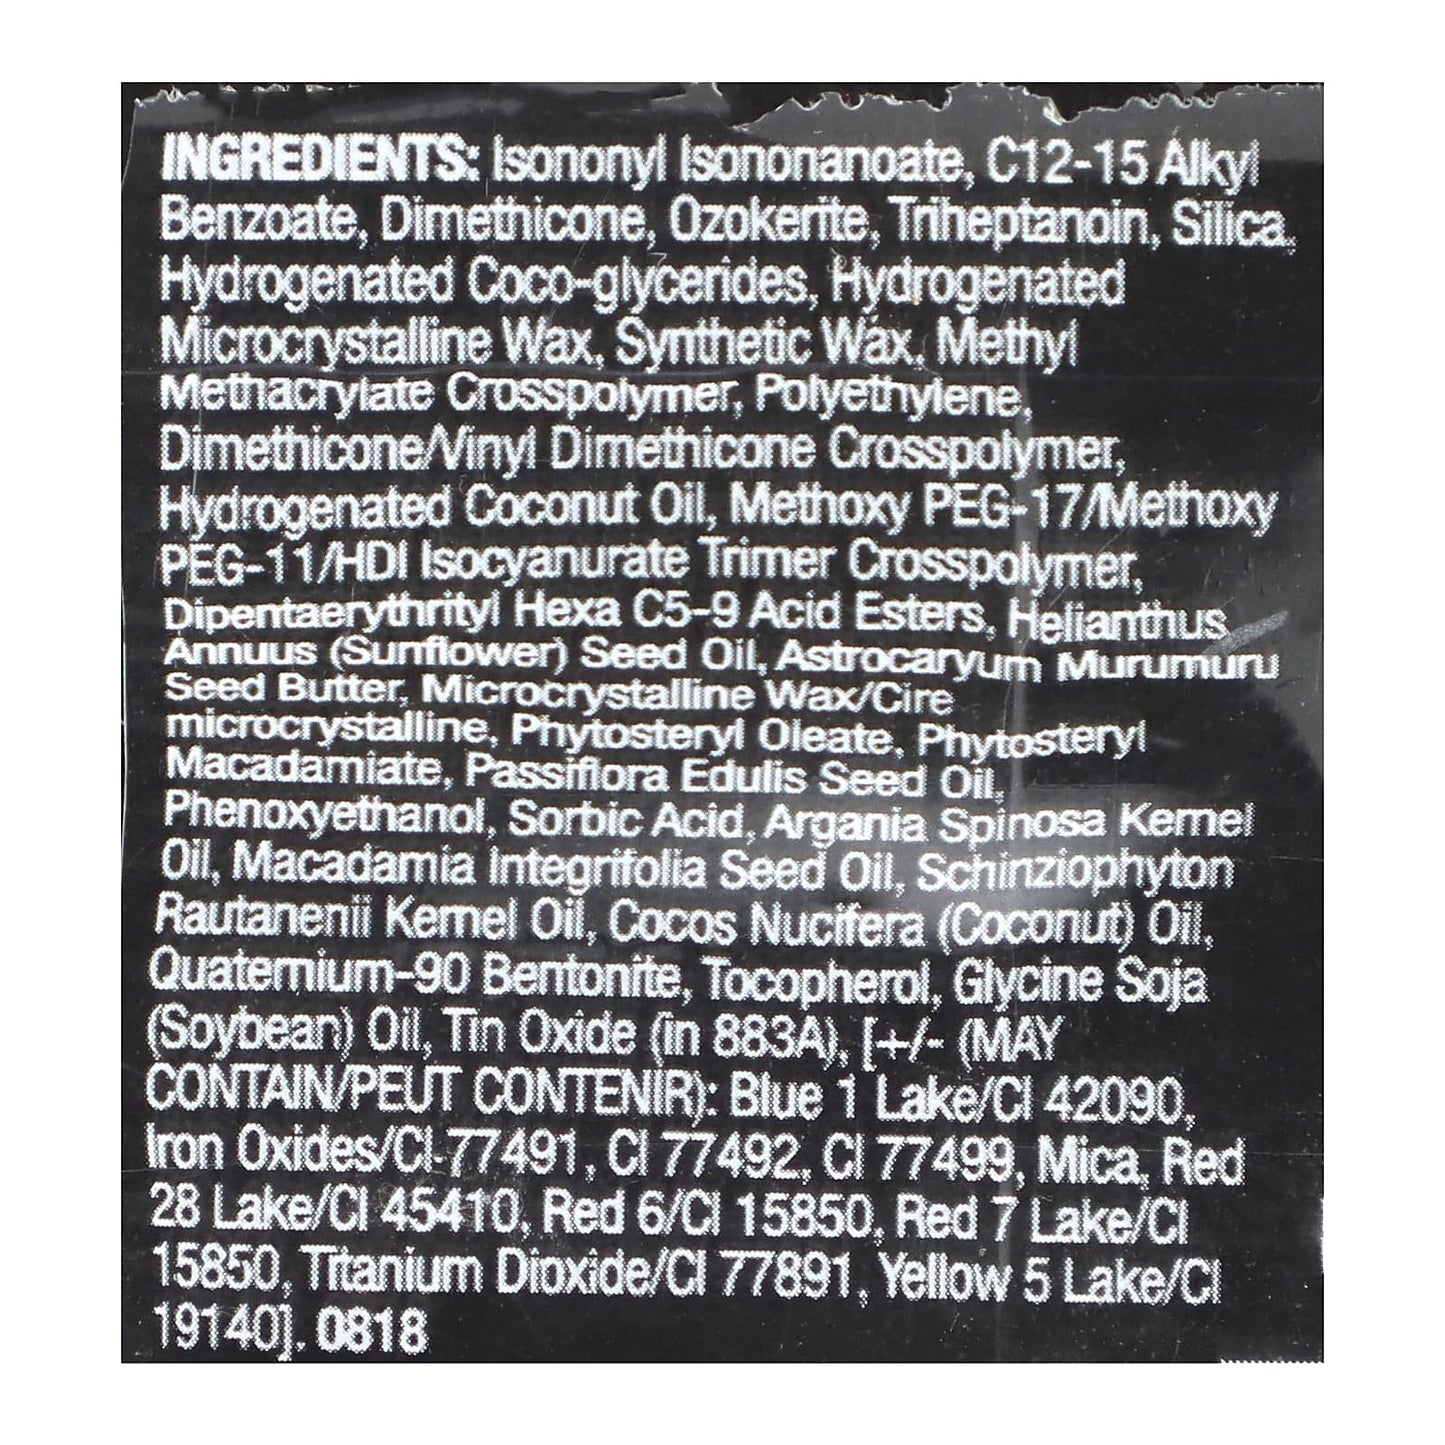 INGREDIENTS: Isononyl Isononanoate, C12-15 Alkyl
Benzoate, Dimethicone, Ozokerite, Triheptanoin, Silica,
Hydrogenated Coco-glycerides, Hydrogenated
Microcrystalline Wax, Synthetic Wax, Methyl
Methacrylate Crosspolymer, Polyethylene,
Dimethicone/Vinyl Dimethicone Crosspolymer,
Hydrogenated Coconut Oil, Methoxy PEG-17/Methoxy
PEG-11/HDI Isocyanurate Trimer Crosspolymer,
Dipentaerythrityl Hexa C5-9 Acid Esters, Helianthus
Annuus (Sunflower) Seed Oil, Astrocaryum Murumuru
Seed Butter, Microcrystalline Wax/Cire
microcrystalline, Phytosteryl Oleate, Phytosteryl
Macadamiate, Passiflora Edulis Seed Oil,
Phenoxyethanol, Sorbic Acid, Argania Spinosa Kernel
Oil, Macadamia Integrifolia Seed Oil, Schinziophyton
Rautanenii Kernel Oil, Cocos Nucifera (Coconut) Oil,
Quaternium-90 Bentonite, Tocopherol, Glycine Soja
(Soybean) Oil, Tin Oxide (in 883A), [+/- (MAY
CONTAIN/PEUT CONTENIR): Blue 1 Lake/CI 42090,
Iron Oxides/CI 77491, CI 77492, CI 77499, Mica, Red
28 Lake/CI 45410, Red 6/CI 15850, Red 7 Lake/CI
15850, Titanium Dioxide/CI 77891, Yellow 5 Lake/CI
19140]. 0818